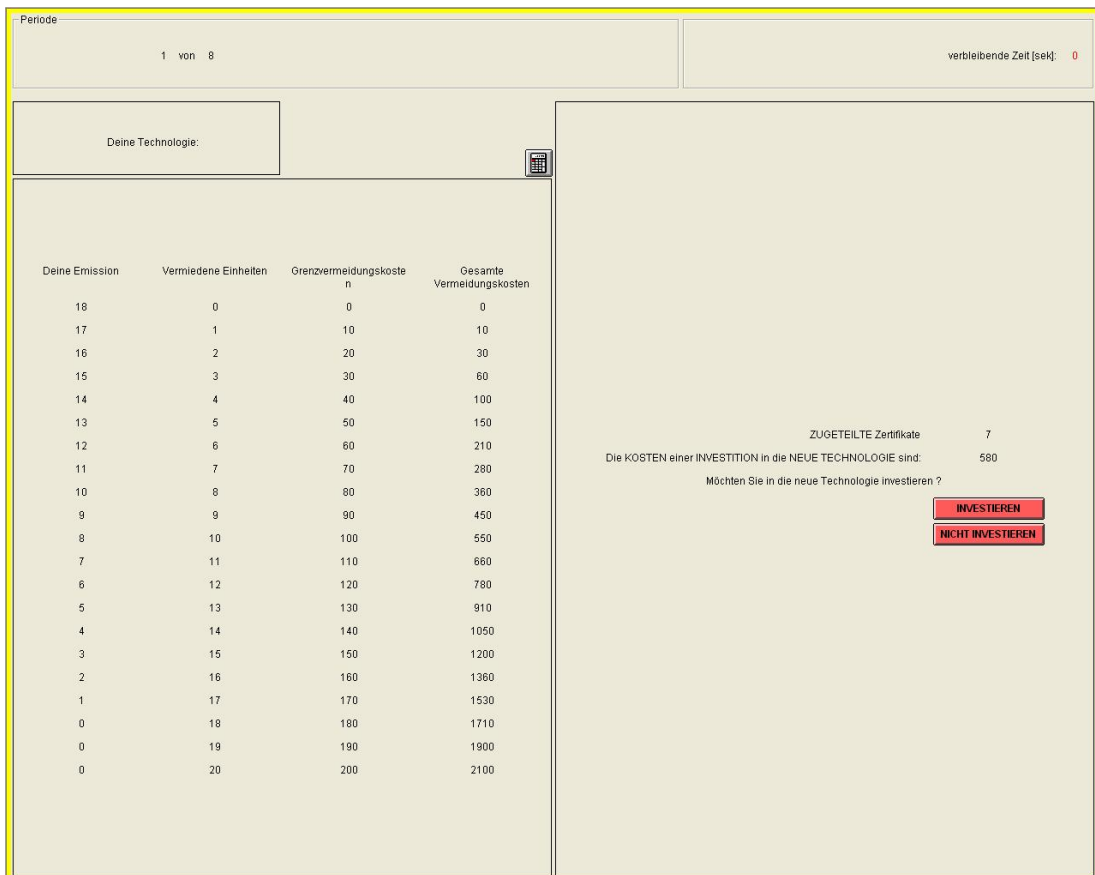 Periode
1 von 8
verbleibende Zeit [sek]: 0
Deine Technologie:
Deine Emission Vermiedene Einheiten Grenzvermeidungskoste
n Gesamte
Vermeidungskosten
18 0 0 0
17 1 10 10
16 2 20 30
15 3 30 60
14 4 40 100
13 5 50 150
12 6 60 210
11 7 70 280
10 8 80 360
9 9 90 450
8 10 100 550
7 11 110 660
6 12 120 780
5 13 130 910
4 14 140 1050
3 15 150 1200
2 16 160 1360
1 17 170 1530
0 18 180 1710
0 19 190 1900
0 20 200 2100
ZUGETEILTE Zertifikate 7
Die KOSTEN einer INVESTITION in die NEUE TECHNOLOGIE sind: 580
Möchten Sie in die neue Technologie investieren ?
INVESTIEREN
NICHT INVESTIEREN